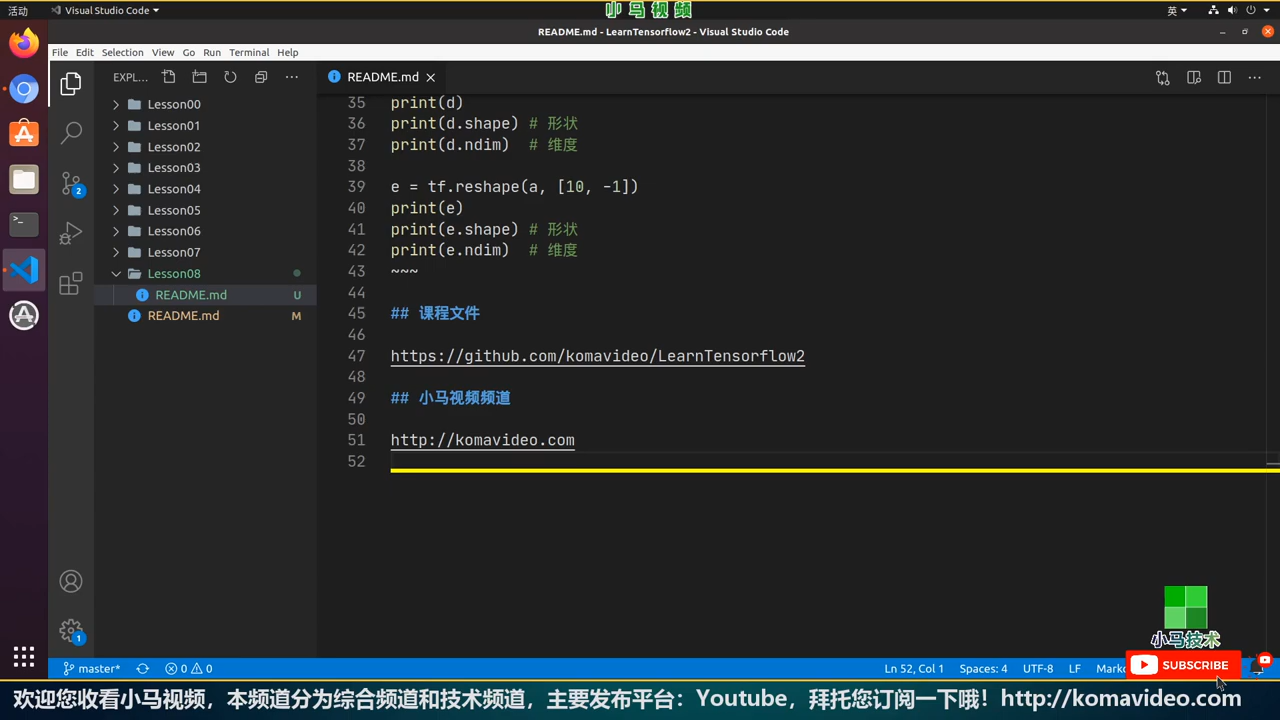 小马视频
活动
Visual Studio Code
英
README.md - LearnTensorflow2 - Visual Studio Code
File Edit Selection View Go Run Terminal Help
EXPL...
README.md
Lesson00
Lesson01
Lesson02
Lesson03
Lesson04
Lesson05
Lesson06
Lesson07
Lesson08
README.md U
README.md M
2
1
35 print(d)
36 print(d.shape) # 形状
37 print(d.ndim)  # 维度
38
39 e = tf.reshape(a, [10, -1])
40 print(e)
41 print(e.shape) # 形状
42 print(e.ndim)  # 维度
43 ~~~
44
45 ## 课程文件
46
47 https://github.com/komavideo/LearnTensorflow2
48
49 ## 小马视频频道
50
51 http://komavideo.com
52
小马技术
SUBSCRIBE
master* 0 0 Ln 52, Col 1 Spaces: 4 UTF-8 LF Mark
欢迎您收看小马视频，本频道分为综合频道和技术频道，主要发布平台：Youtube，拜托您订阅一下哦！http://komavideo.com